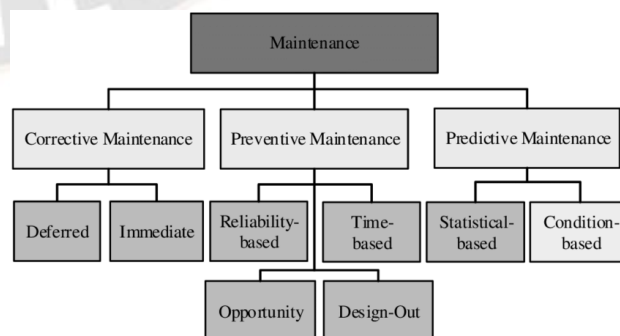 Maintenance
Corrective Maintenance
Preventive Maintenance
Predictive Maintenance
Deferred
Immediate
Reliability-
based
Time-
based
Statistical-
based
Condition-
based
Opportunity
Design-Out